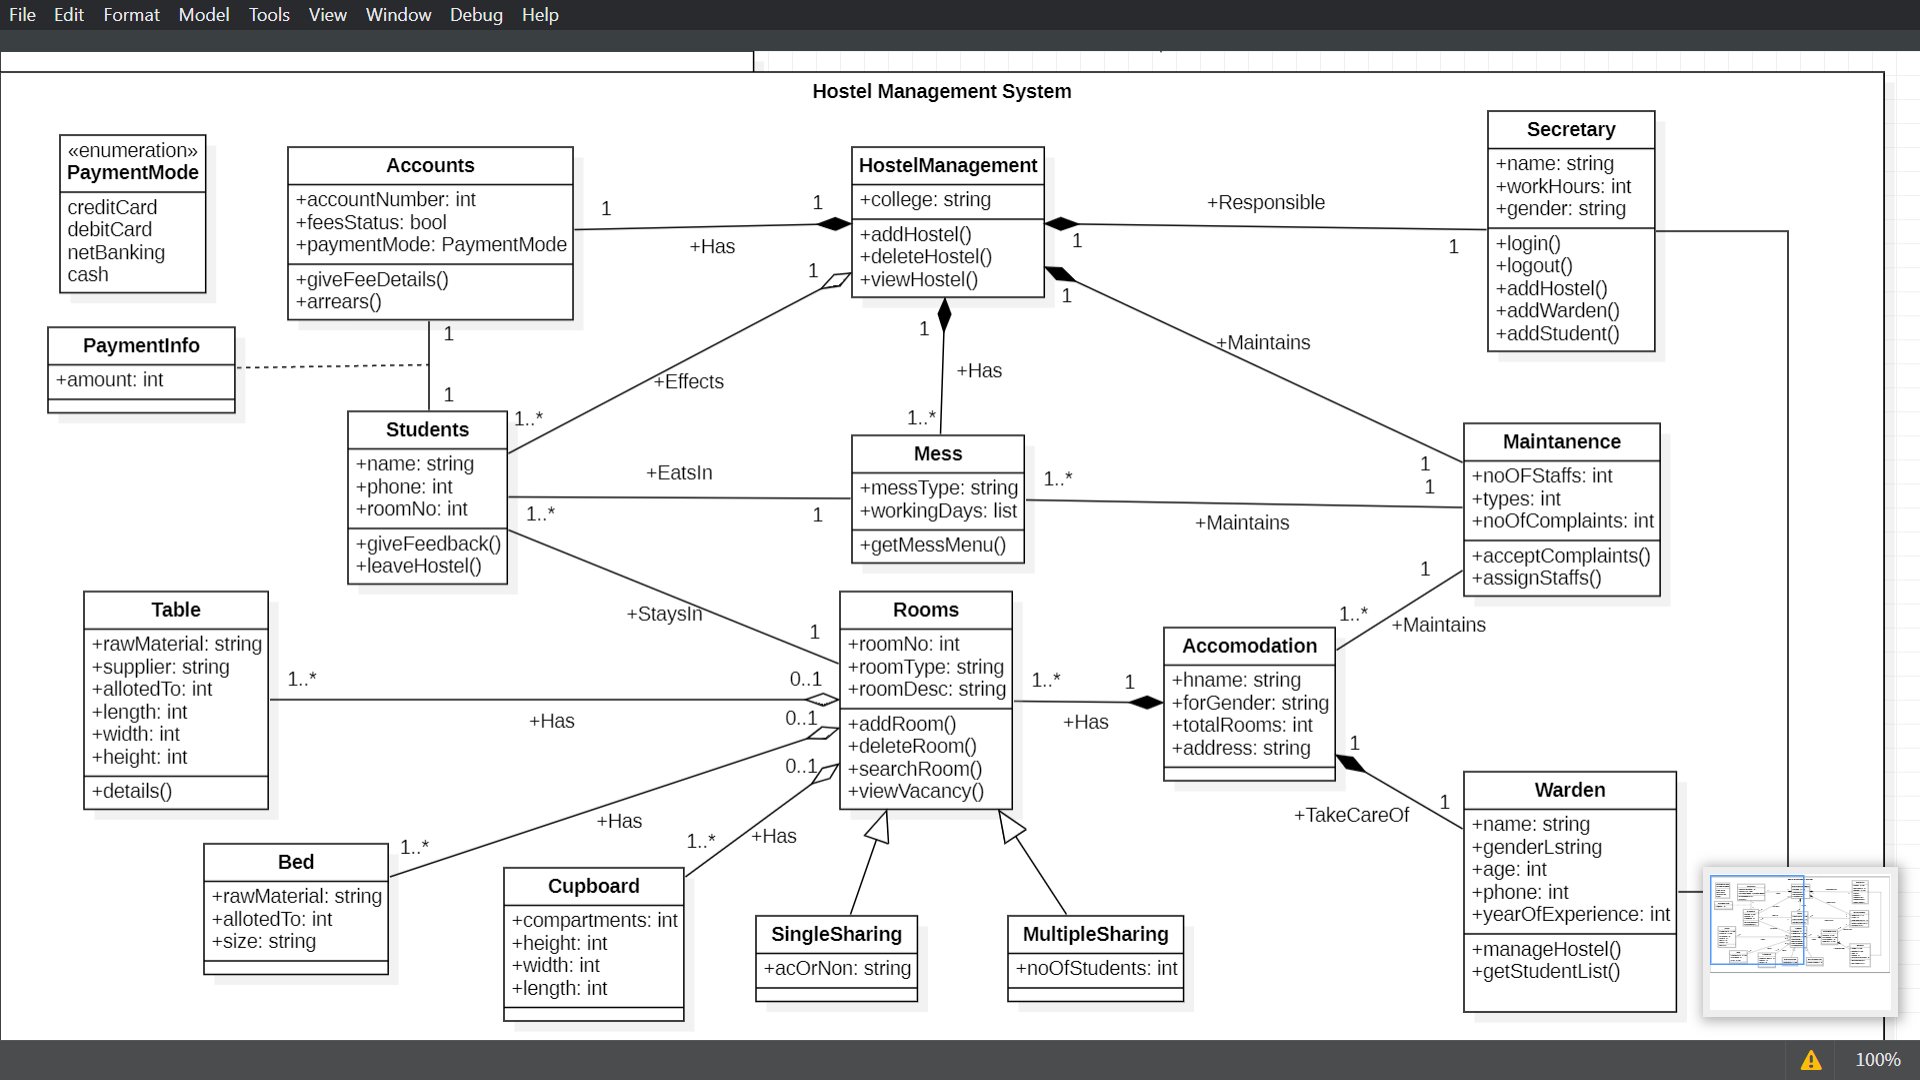 File Edit Format Model Tools View Window Debug Help
Hostel Management System
«enumeration»
PaymentMode
creditCard
debitCard
netBanking
cash
Accounts
+accountNumber: int
+feesStatus: bool
+paymentMode: PaymentMode
+giveFeeDetails()
+arrears()
1
1
+Has
HostelManagement
+college: string
+addHostel()
+deleteHostel()
+viewHostel()
+Responsible
1
1
Secretary
+name: string
+workHours: int
+gender: string
+login()
+logout()
+addHostel()
+addWarden()
+addStudent()
PaymentInfo
+amount: int
1
1
1
+Effects
1..*
1
+Has
1..*
1
+Maintains
1
Students
+name: string
+phone: int
+roomNo: int
+giveFeedback()
+leaveHostel()
+EatsIn
1..*
1
Mess
+messType: string
+workingDays: list
+getMessMenu()
1..*
1
+Maintains
Maintanence
+noOFStaffs: int
+types: int
+noOfComplaints: int
+acceptComplaints()
+assignStaffs()
+StaysIn
1
1
1..*
+Maintains
Table
+rawMaterial: string
+supplier: string
+allotedTo: int
+length: int
+width: int
+height: int
+details()
1..*
0..1
+Has
Rooms
+roomNo: int
+roomType: string
+roomDesc: string
+addRoom()
+deleteRoom()
+searchRoom()
+viewVacancy()
1..*
1
+Has
Accomodation
+hname: string
+forGender: string
+totalRooms: int
+address: string
0..1
+Has
1..*
0..1
+Has
1..*
1
+TakeCareOf
1
Bed
+rawMaterial: string
+allotedTo: int
+size: string
Cupboard
+compartments: int
+height: int
+width: int
+length: int
SingleSharing
+acOrNon: string
MultipleSharing
+noOfStudents: int
Warden
+name: string
+genderLstring
+age: int
+phone: int
+yearOfExperience: int
+manageHostel()
+getStudentList()
100%